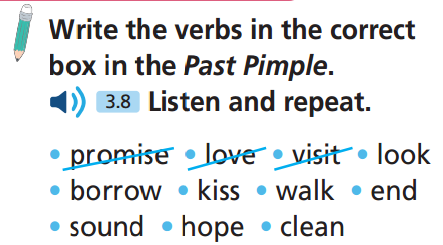 Write the verbs in the correct
box in the Past Pimple.
3.8 Listen and repeat.
• promise • love • visit • look
• borrow • kiss • walk • end
• sound • hope • clean